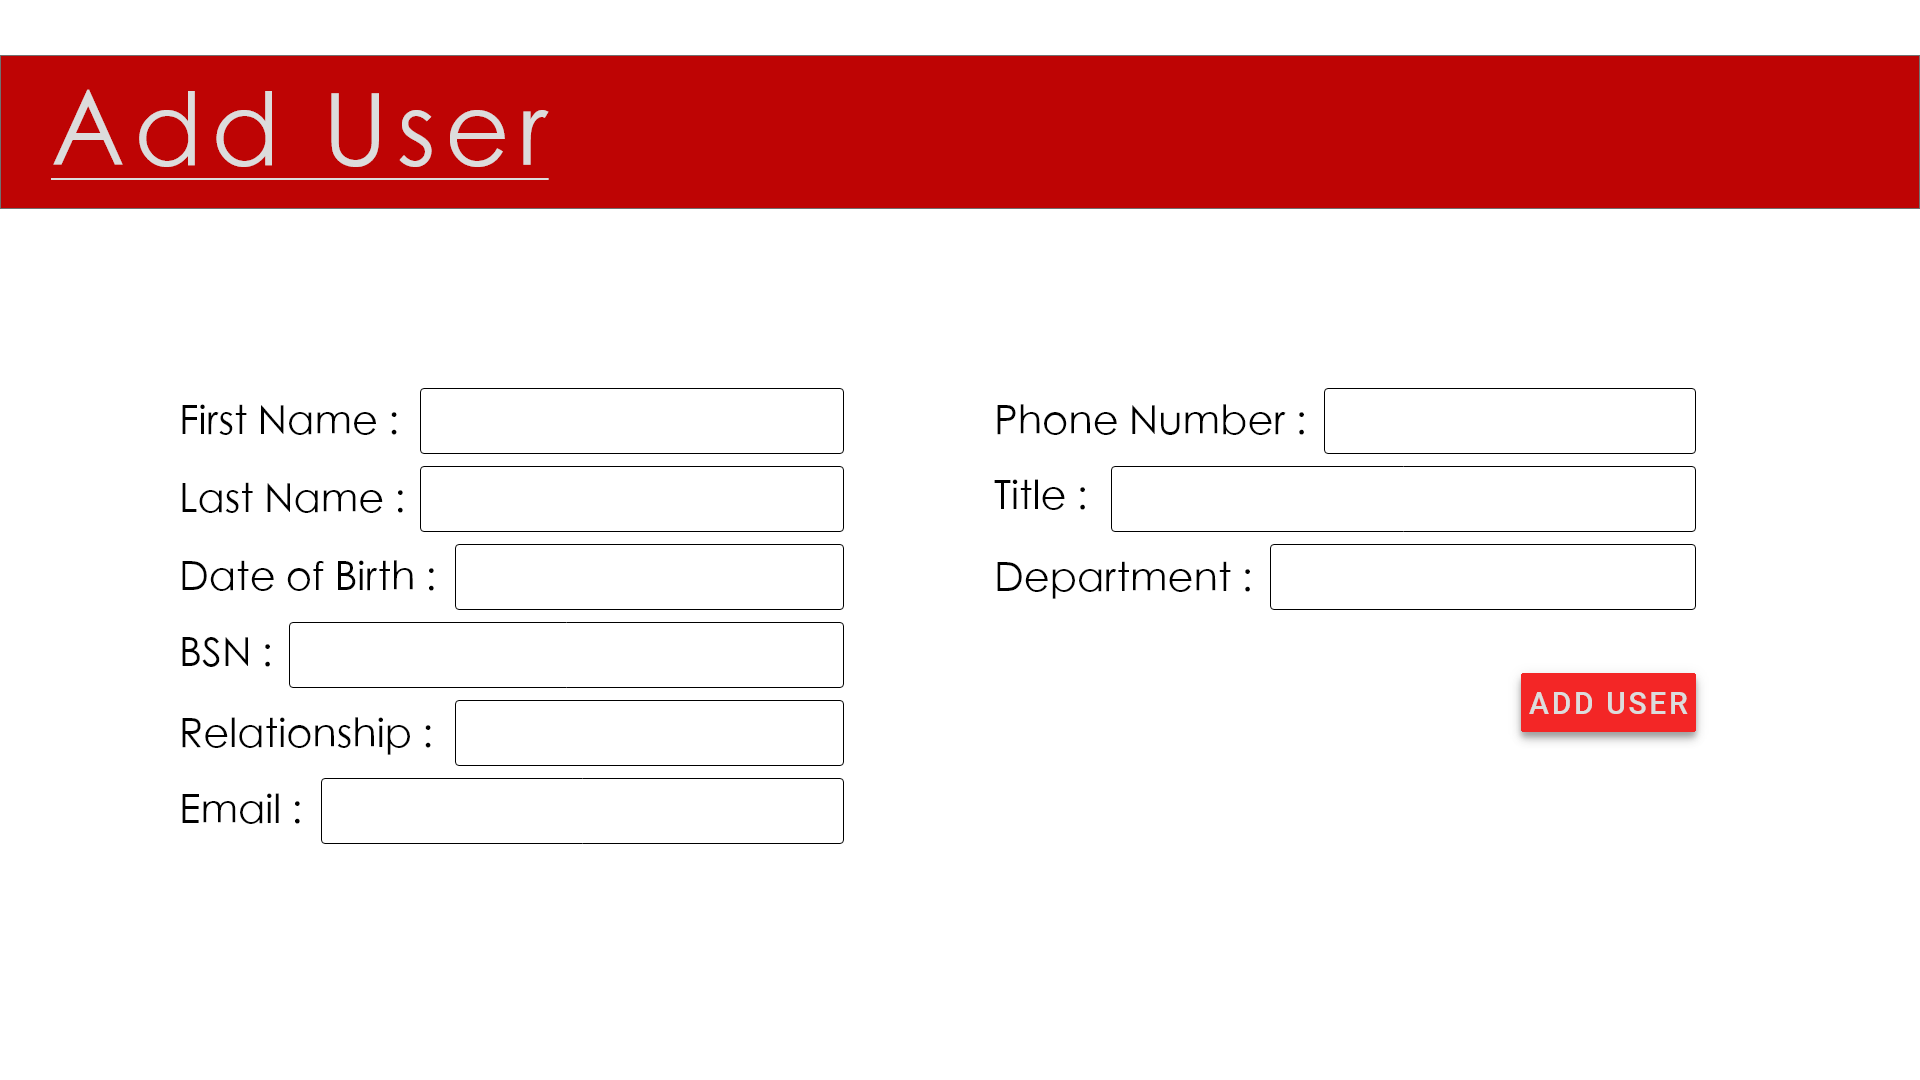 Add User
First Name :
Last Name :
Date of Birth :
BSN :
Relationship :
Email :
Phone Number :
Title :
Department :
ADD USER